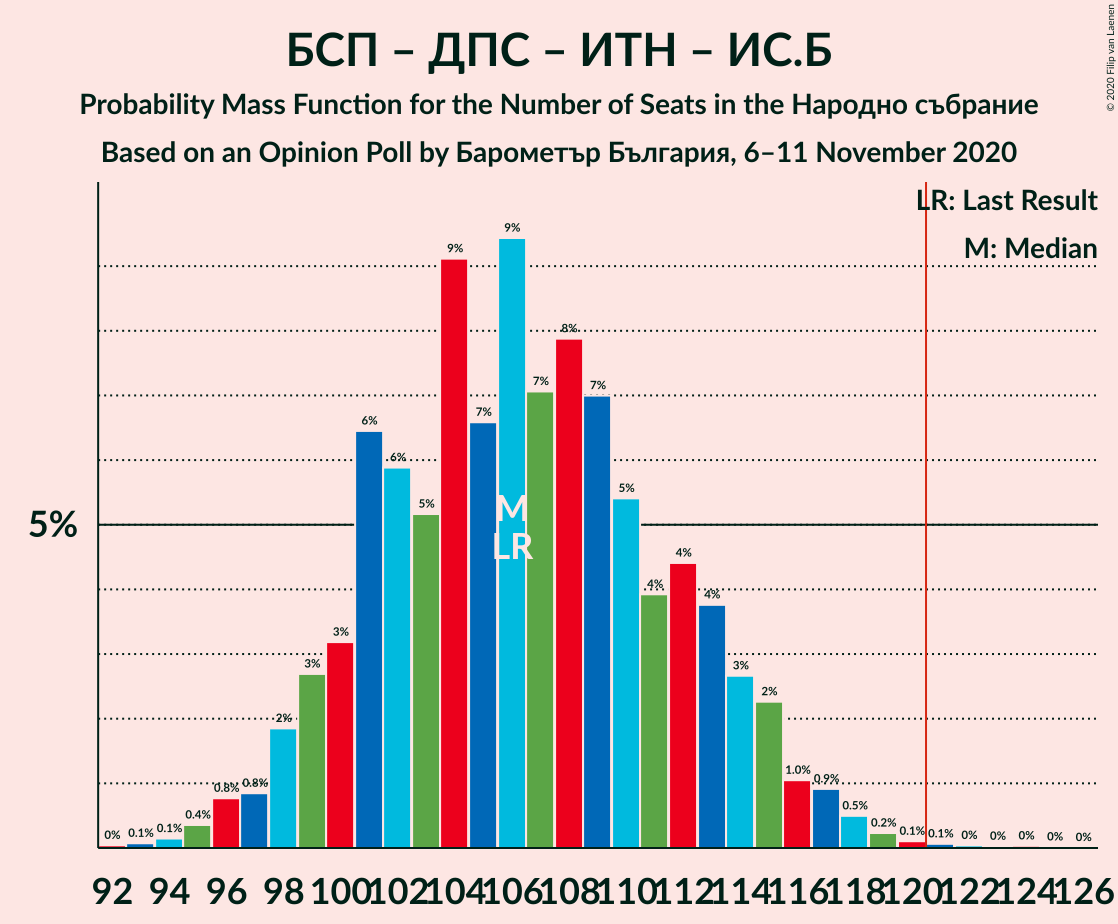 БСП – ДПС – ИТН – ИС.Б
Probability Mass Function for the Number of Seats in the Народно събрание
Based on an Opinion Poll by Барометър България, 6–11 November 2020
© 2020 Filip van Laenen
LR: Last Result
M: Median
5%
0% 0.1% 0.1% 0.4% 0.8% 0.8% 2% 3% 3% 6% 6% 5% 9% 7% 9% 7% 8% 7% 5% 4% 4% 4% 3% 2% 1.0% 0.9% 0.5% 0.2% 0.1% 0.1% 0% 0% 0% 0% 0%
M
LR
92 94 96 98 100 102 104 106 108 110 112 114 116 118 120 122 124 126